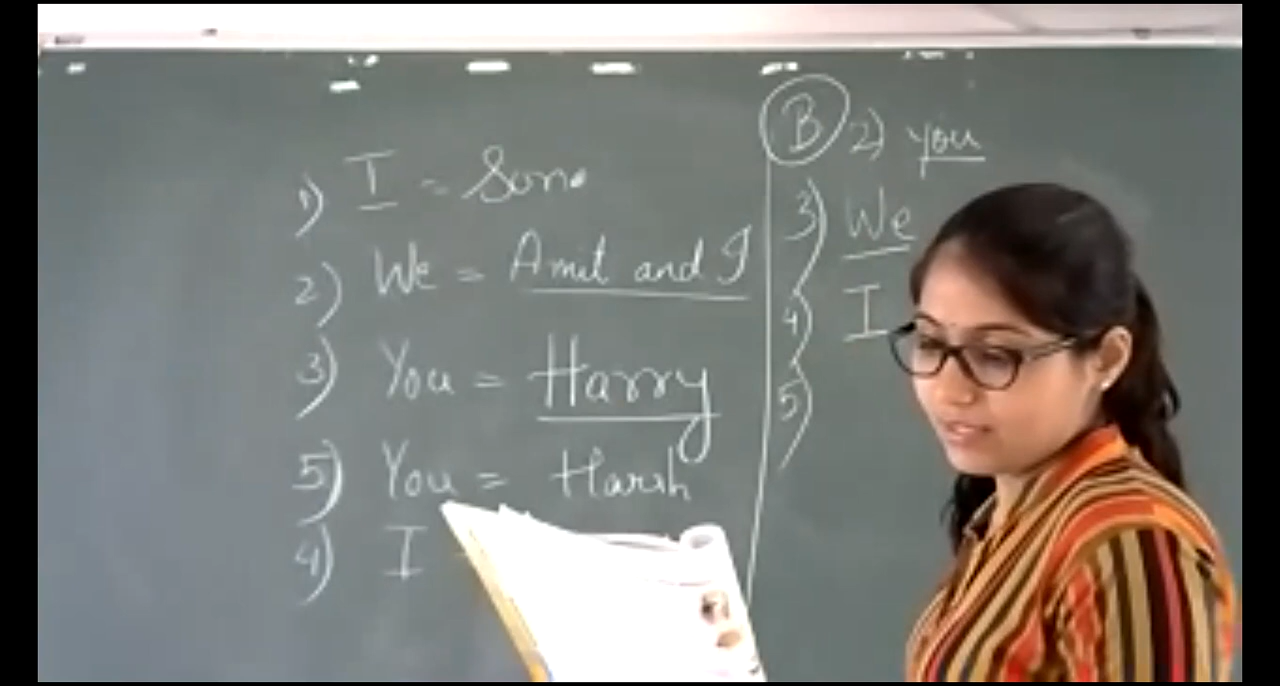 1) I = Sona
2) We = Amit and I
3) You = Harry
5) You = Harsh
4) I
B 2) you
3) We
4) I
5)